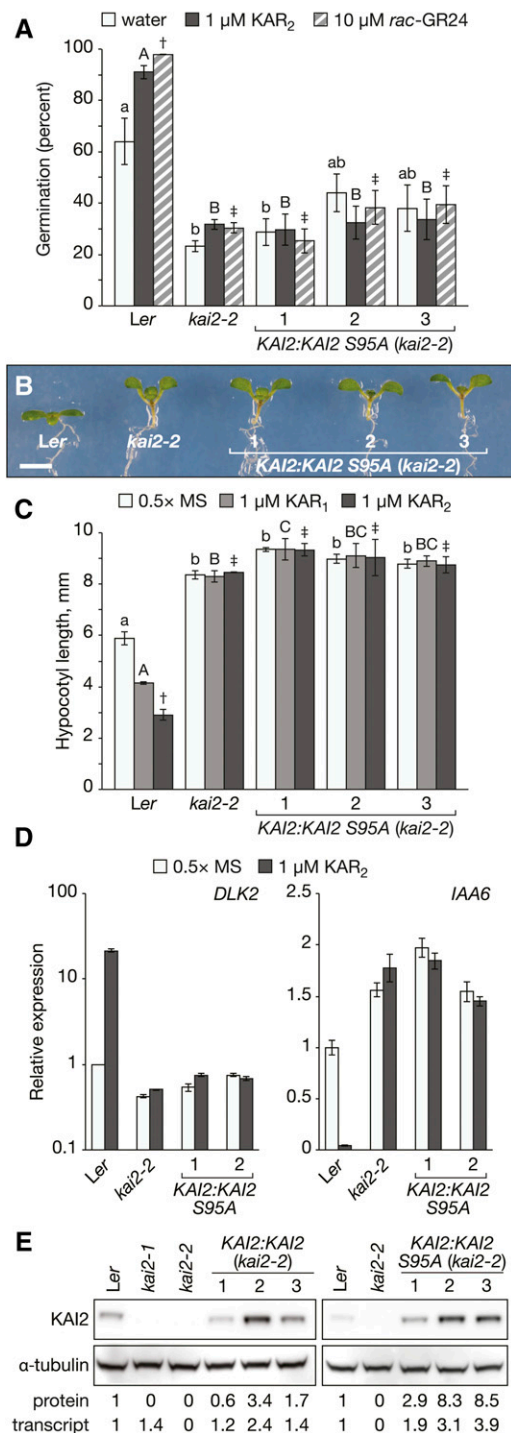 A
water 1 µM KAR2 10 µM rac-GR24
Germination (percent)
100
80
60
40
20
0
a A †
b B ‡
b B ‡
ab B ‡
ab B ‡
Ler kai2-2 1 2 3
KAI2:KAI2 S95A (kai2-2)
B
Ler kai2-2 1 2 3
KAI2:KAI2 S95A (kai2-2)
C
0.5× MS 1 µM KAR1 1 µM KAR2
Hypocotyl length, mm
10
8
6
4
2
0
a A †
b B ‡
b C ‡
b BC ‡
b BC ‡
Ler kai2-2 1 2 3
KAI2:KAI2 S95A (kai2-2)
D
0.5× MS 1 µM KAR2
Relative expression
DLK2
100
10
1
0.1
Ler kai2-2 1 2
KAI2:KAI2
S95A
IAA6
2.5
2
1.5
1
0.5
0
Ler kai2-2 1 2
KAI2:KAI2
S95A
E
Ler kai2-1 kai2-2 KAI2:KAI2 (kai2-2) 1 2 3
Ler kai2-2 KAI2:KAI2 S95A (kai2-2) 1 2 3
KAI2
α-tubulin
protein 1 0 0 0.6 3.4 1.7 1 0 2.9 8.3 8.5
transcript 1 1.4 0 1.2 2.4 1.4 1 0 1.9 3.1 3.9